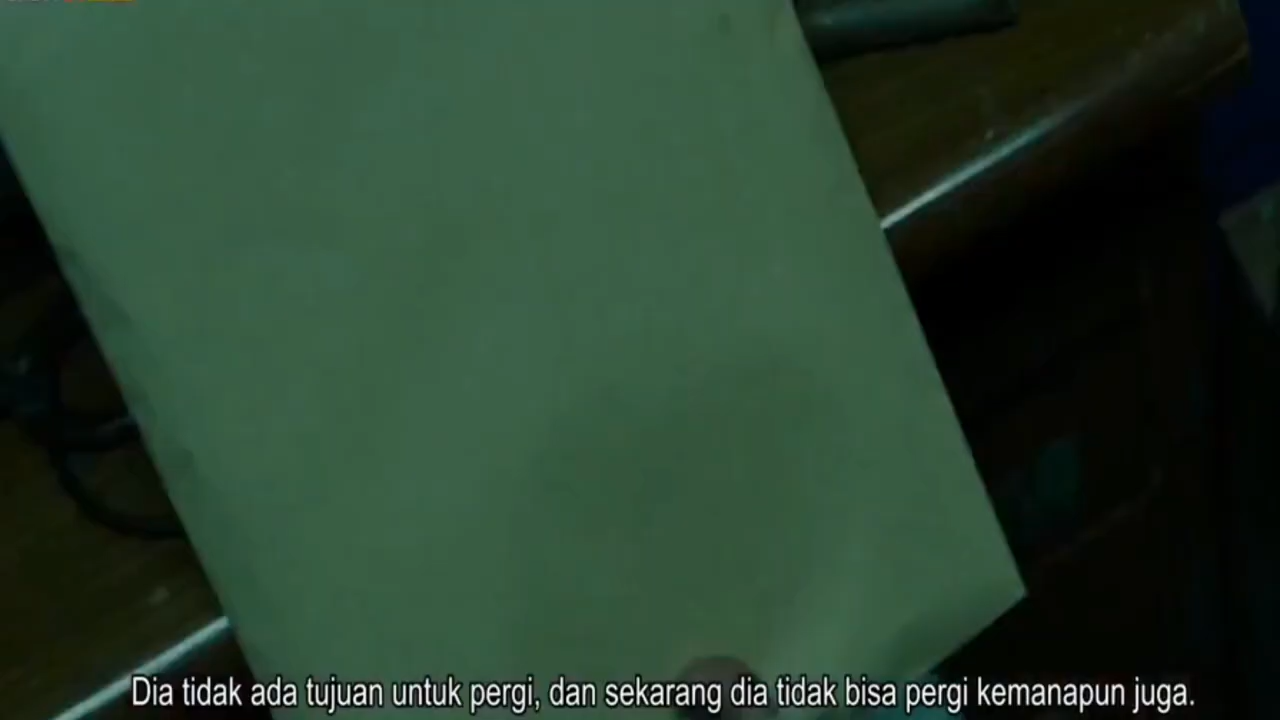 Dia tidak ada tujuan untuk pergi, dan sekarang dia tidak bisa pergi kemanapun juga.